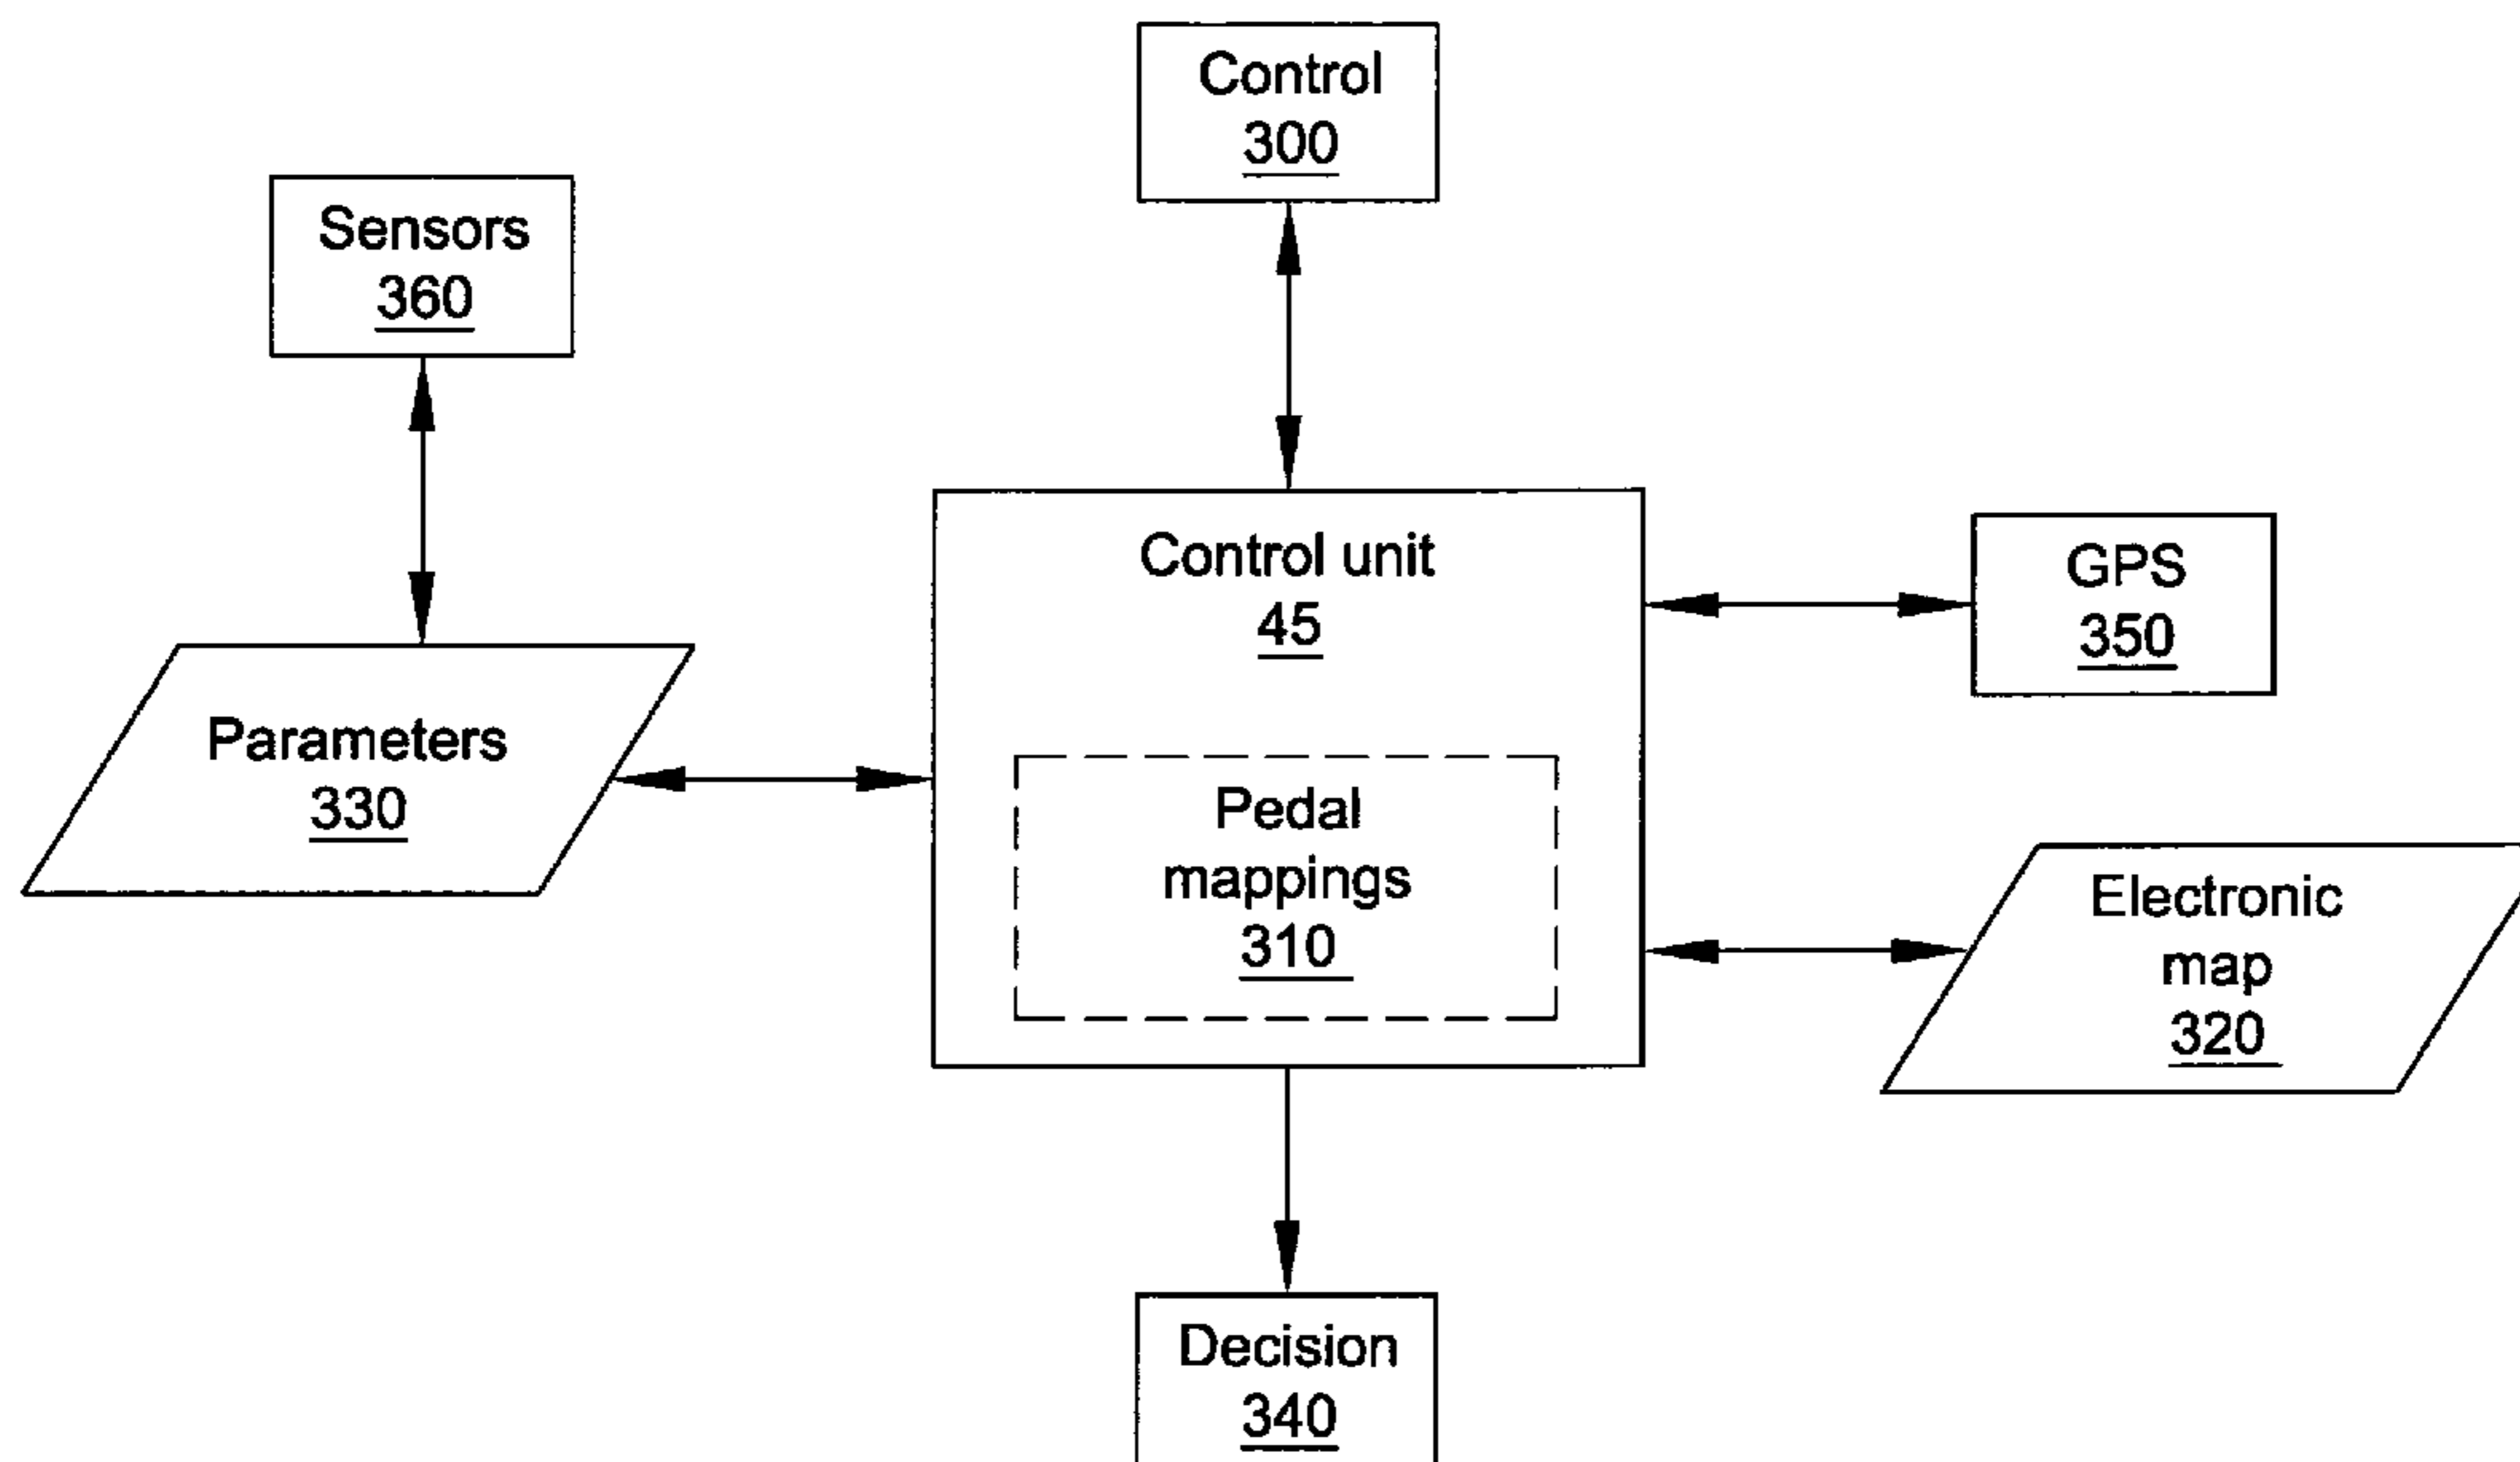 Control
300
Sensors
360
Control unit
45
GPS
350
Parameters
330
Pedal
mappings
310
Electronic
map
320
Decision
340